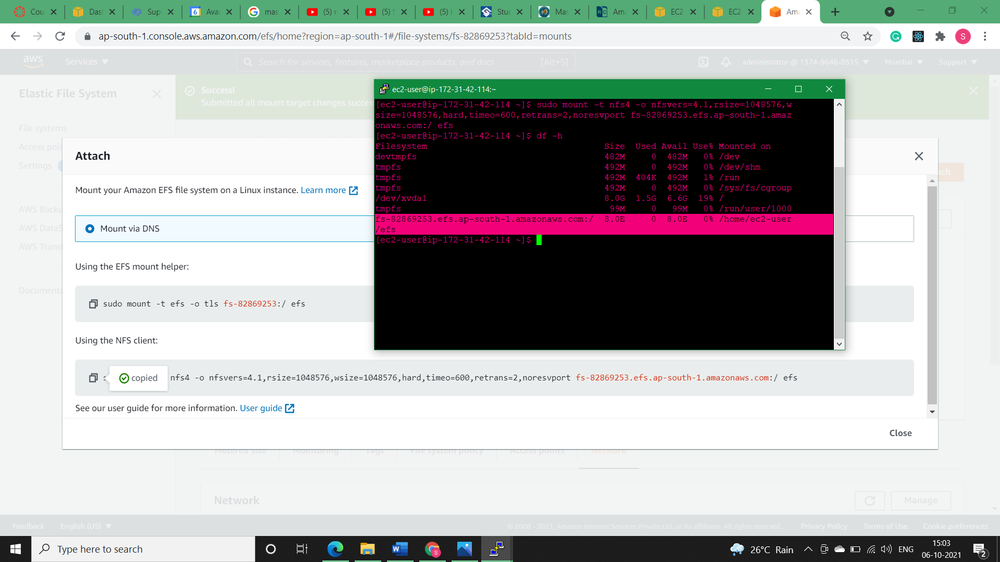 Cou
Das
Sup
6
Avar
mas
(5) r
(5) S
(5) H
Stu
Mas
RC
Ama
EC2
EC2
Ama
ap-south-1.console.aws.amazon.com/efs/home?region=ap-south-1#/file-systems/fs-82869253?tabId=mounts
S
aws
Services
Search for services, features, marketplace products, and docs
[Alt+S]
administrator @ 1374-9646-0515
Mumbai
Support
Elastic File System
Success!
Submitted all mount target changes succes
File systems
Access poin
Settings
AWS Backu
AWS DataS
AWS Transf
Documenta
ec2-user@ip-172-31-42-114:~
[ec2-user@ip-172-31-42-114 ~]$ sudo mount -t nfs4 -o nfsvers=4.1,rsize=1048576,w
size=1048576,hard,timeo=600,retrans=2,noresvport fs-82869253.efs.ap-south-1.amaz
onaws.com:/ efs
[ec2-user@ip-172-31-42-114 ~]$ df -h
Filesystem Size Used Avail Use% Mounted on
devtmpfs 482M 0 482M 0% /dev
tmpfs 492M 0 492M 0% /dev/shm
tmpfs 492M 404K 492M 1% /run
tmpfs 492M 0 492M 0% /sys/fs/cgroup
/dev/xvda1 8.0G 1.5G 6.6G 19% /
tmpfs 99M 0 99M 0% /run/user/1000
fs-82869253.efs.ap-south-1.amazonaws.com:/ 8.0E 0 8.0E 0% /home/ec2-user
/efs
[ec2-user@ip-172-31-42-114 ~]$
Attach
Mount your Amazon EFS file system on a Linux instance. Learn more
Mount via DNS
Using the EFS mount helper:
sudo mount -t efs -o tls fs-82869253:/ efs
Using the NFS client:
copied
nfs4 -o nfsvers=4.1,rsize=1048576,wsize=1048576,hard,timeo=600,retrans=2,noresvport fs-82869253.efs.ap-south-1.amazonaws.com:/ efs
See our user guide for more information. User guide
Close
Metered size
Monitoring
Tags
File system policy
Access points
Network
Network
Manage
Feedback
English (US)
© 2008 - 2021, Amazon Internet Services Private Ltd. or its affiliates. All rights reserved.
Privacy Policy
Terms of Use
Cookie preferences
Type here to search
26°C Rain
ENG
15:03
06-10-2021
2